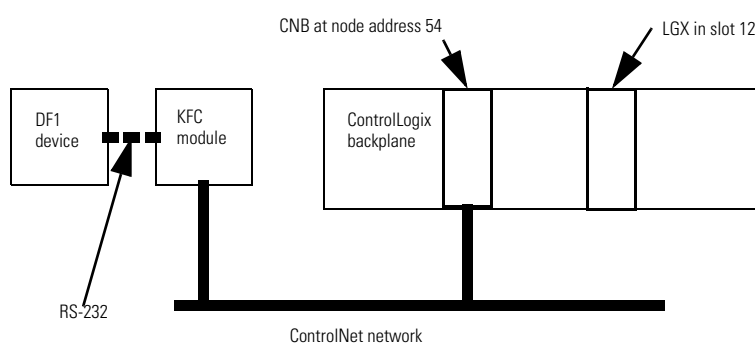 CNB at node address 54
LGX in slot 12
DF1
device
KFC
module
ControlLogix
backplane
RS-232
ControlNet network